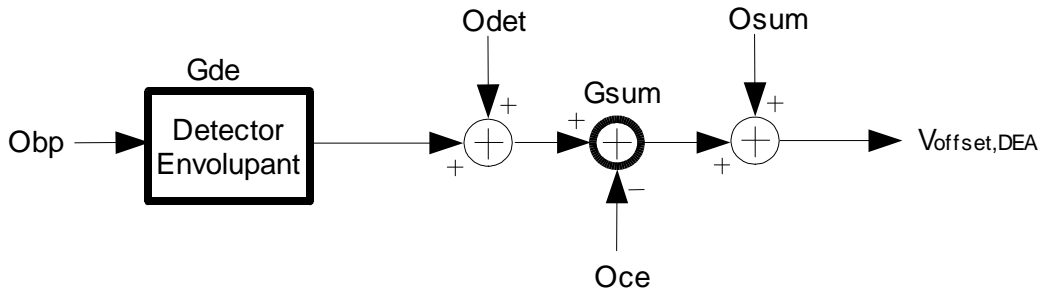 Odet
Osum
Gde
Gsum
Obp
Detector
Envolupant
+
+
+
+
+
+
+
+
−
+
Voffset,DEA
Oce